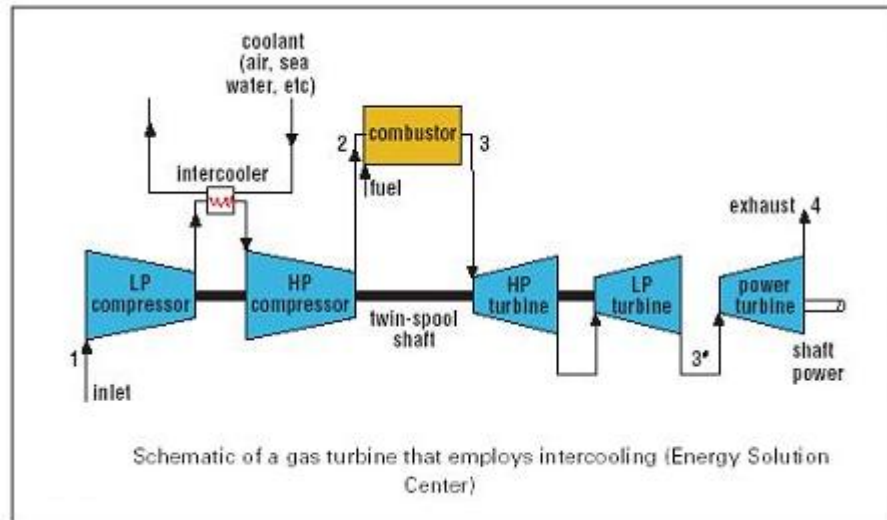 coolant
(air, sea
water, etc)
2
combustor
3
intercooler
fuel
exhaust 4
LP
compressor
HP
compressor
HP
turbine
LP
turbine
power
turbine
twin-spool
shaft
1
inlet
3*
shaft
power
Schematic of a gas turbine that employs intercooling (Energy Solution
Center)